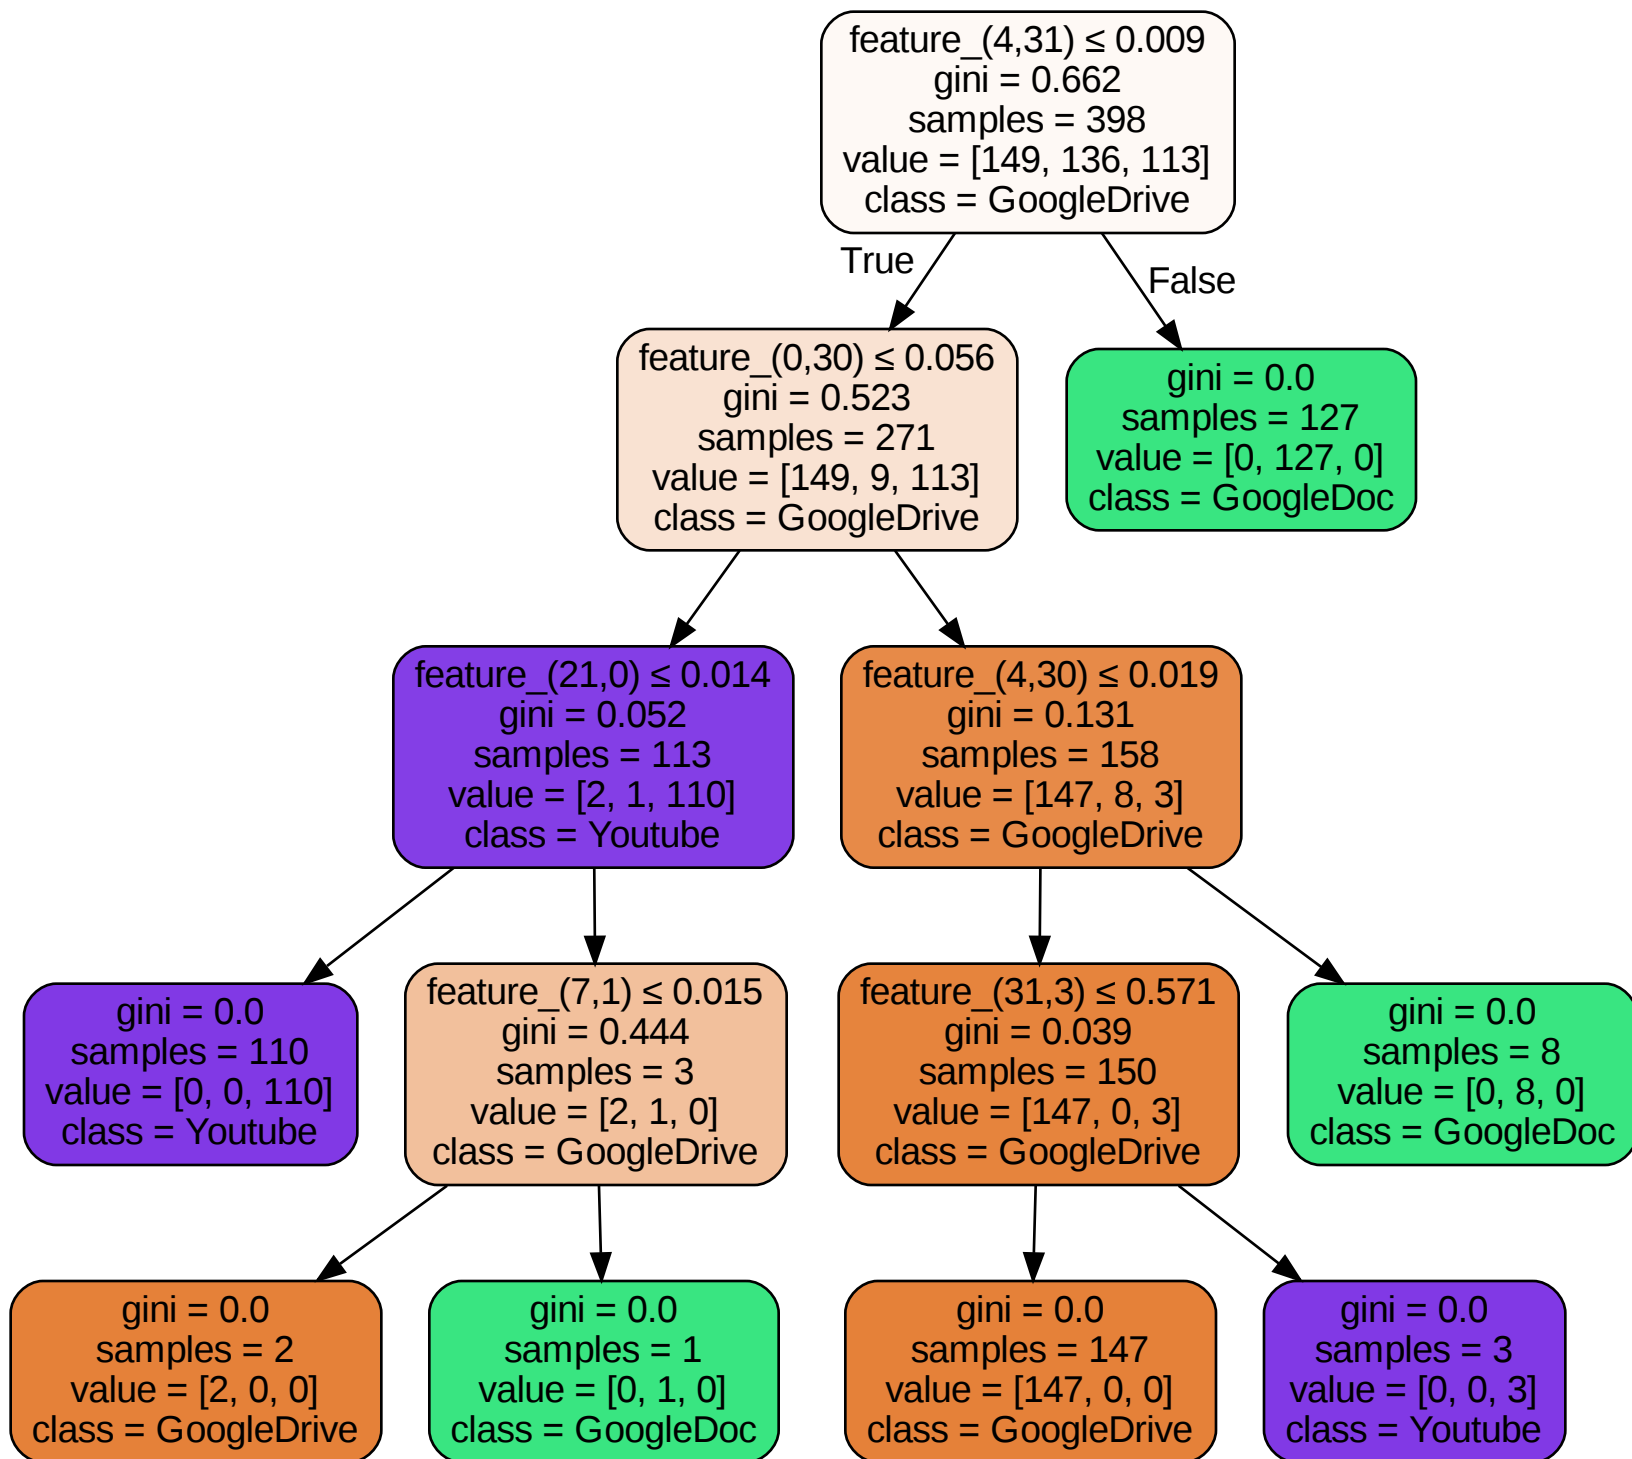 feature_(4,31) ≤ 0.009
gini = 0.662
samples = 398
value = [149, 136, 113]
class = GoogleDrive
True
False
feature_(0,30) ≤ 0.056
gini = 0.523
samples = 271
value = [149, 9, 113]
class = GoogleDrive
gini = 0.0
samples = 127
value = [0, 127, 0]
class = GoogleDoc
feature_(21,0) ≤ 0.014
gini = 0.052
samples = 113
value = [2, 1, 110]
class = Youtube
feature_(4,30) ≤ 0.019
gini = 0.131
samples = 158
value = [147, 8, 3]
class = GoogleDrive
gini = 0.0
samples = 110
value = [0, 0, 110]
class = Youtube
feature_(7,1) ≤ 0.015
gini = 0.444
samples = 3
value = [2, 1, 0]
class = GoogleDrive
feature_(31,3) ≤ 0.571
gini = 0.039
samples = 150
value = [147, 0, 3]
class = GoogleDrive
gini = 0.0
samples = 8
value = [0, 8, 0]
class = GoogleDoc
gini = 0.0
samples = 2
value = [2, 0, 0]
class = GoogleDrive
gini = 0.0
samples = 1
value = [0, 1, 0]
class = GoogleDoc
gini = 0.0
samples = 147
value = [147, 0, 0]
class = GoogleDrive
gini = 0.0
samples = 3
value = [0, 0, 3]
class = Youtube